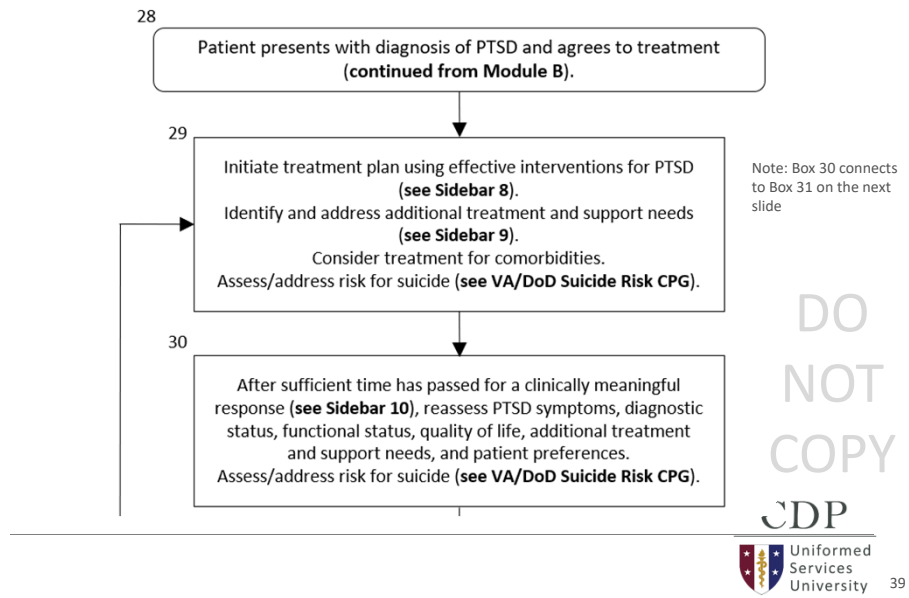 28
Patient presents with diagnosis of PTSD and agrees to treatment
(continued from Module B).
29
Initiate treatment plan using effective interventions for PTSD
(see Sidebar 8).
Identify and address additional treatment and support needs
(see Sidebar 9).
Consider treatment for comorbidities.
Assess/address risk for suicide (see VA/DoD Suicide Risk CPG).
Note: Box 30 connects
to Box 31 on the next
slide
30
After sufficient time has passed for a clinically meaningful
response (see Sidebar 10), reassess PTSD symptoms, diagnostic
status, functional status, quality of life, additional treatment
and support needs, and patient preferences.
Assess/address risk for suicide (see VA/DoD Suicide Risk CPG).
DO
NOT
COPY
CDP
Uniformed
Services
University
39